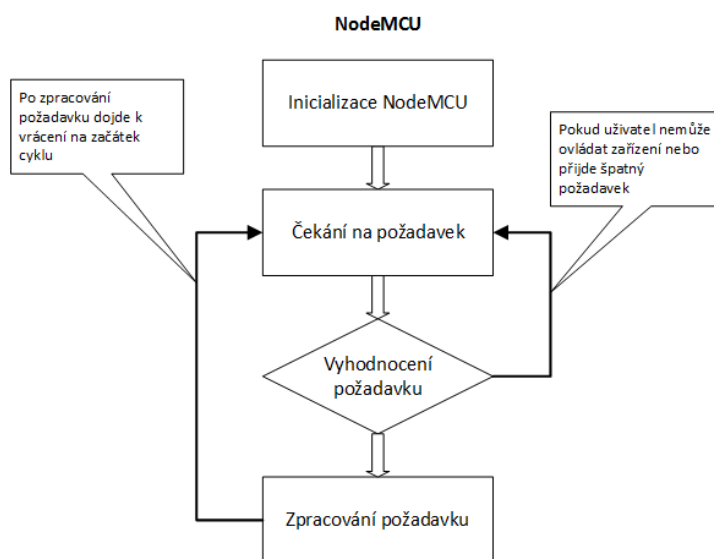 NodeMCU
Inicializace NodeMCU
Po zpracování
požadavku dojde k
vrácení na začátek
cyklu
Pokud uživatel nemůže
ovládat zařízení nebo
přijde špatný
požadavek
Čekání na požadavek
Vyhodnocení
požadavku
Zpracování požadavku